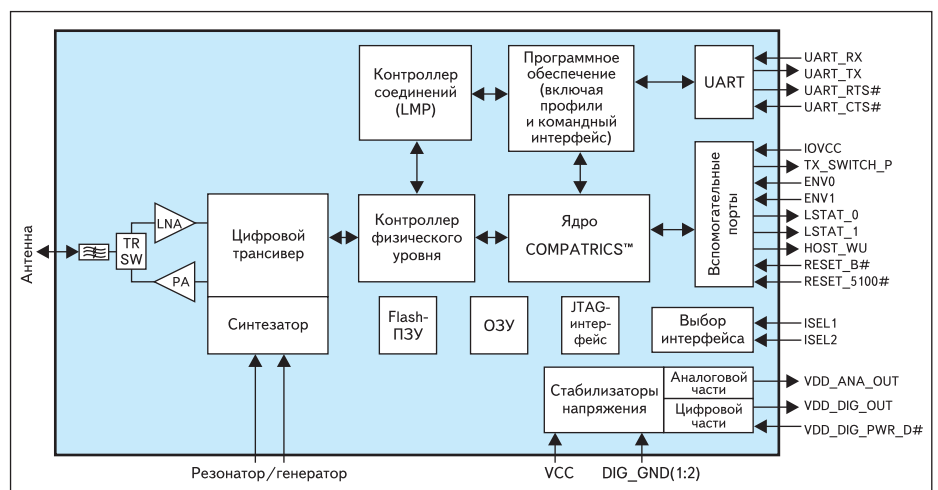 Контроллер
соединений
(LMP)
Программное
обеспечение
(включая
профили
и командный
интерфейс)
UART
UART_RX
UART_TX
UART_RTS#
UART_CTS#
Антенна
TR
SW
LNA
PA
Цифровой
трансивер
Синтезатор
Контроллер
физического
уровня
Ядро
COMPATRICS™
Вспомогательные
порты
IOVCC
TX_SWITCH_P
ENV0
ENV1
LSTAT_0
LSTAT_1
HOST_WU
RESET_B#
RESET_5100#
Flash-
ПЗУ
ОЗУ
JTAG-
интер-
фейс
Выбор
интерфейса
ISEL1
ISEL2
Стабилизаторы
напряжения
Аналоговой
части
Цифровой
части
VDD_ANA_OUT
VDD_DIG_OUT
VDD_DIG_PWR_D#
Резонатор/генератор
VCC
DIG_GND(1:2)